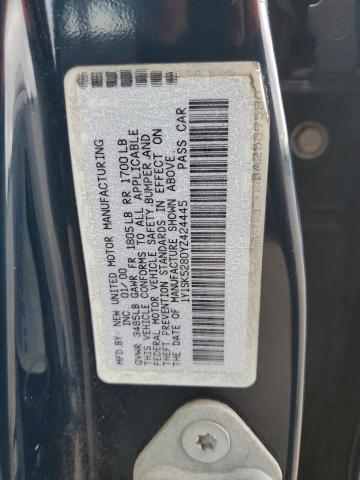 MFD BY: NEW UNITED MOTOR MANUFACTURING
INC 01/00
GVWR 3485LB GAWR FR 1805LB RR 1700LB
THIS VEHICLE CONFORMS TO ALL APPLICABLE
FEDERAL MOTOR VEHICLE SAFETY,BUMPER,AND
THEFT PREVENTION STANDARDS IN EFFECT ON
THE DATE OF MANUFACTURE SHOWN ABOVE.
1Y1SK5280YZ424445 PASS CAR